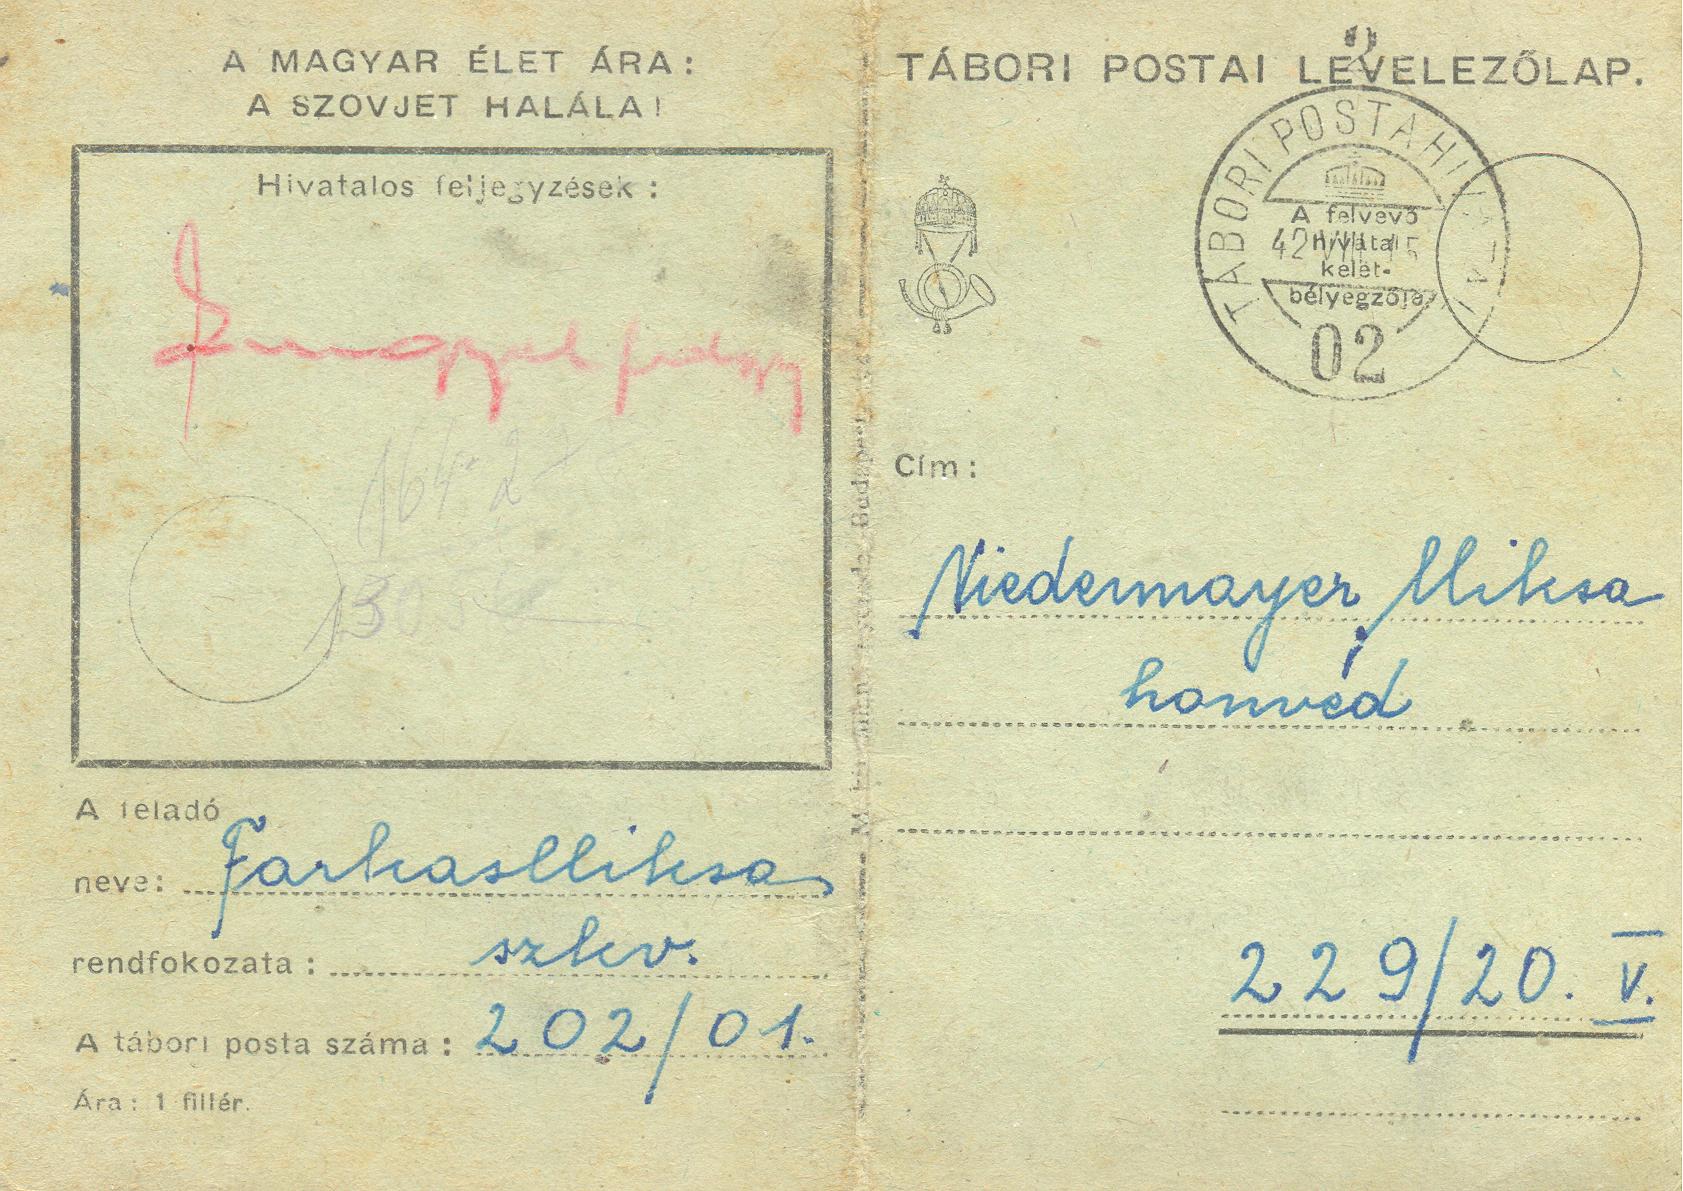 A MAGYAR ÉLET ÁRA:
A SZOVJET HALÁLA!
Hivatalos feljegyzések:
A feladó
neve: Farkas Miksa
rendfokozata: szkv.
A tábori posta száma: 202/01.
Ára: 1 fillér.
TÁBORI POSTAI LEVELEZŐLAP.
2
TÁBORI POSTAHIVATAL
A felvevő
hivatal
kelet-
bélyegzője
42 VIII 15
02
Cím:
Niedermayer Miksa
honvéd
229/20. V.